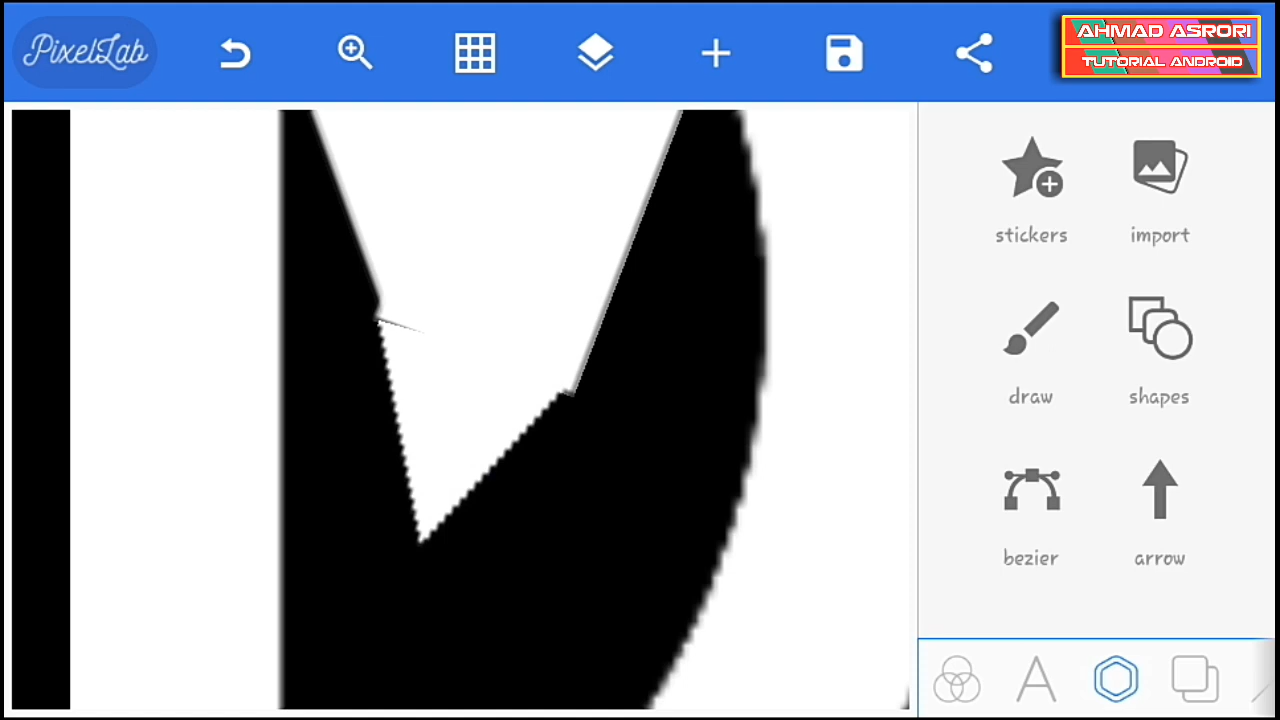 PixelLab
AHMAD ASRORI
TUTORIAL ANDROID
stickers
import
draw
shapes
bezier
arrow